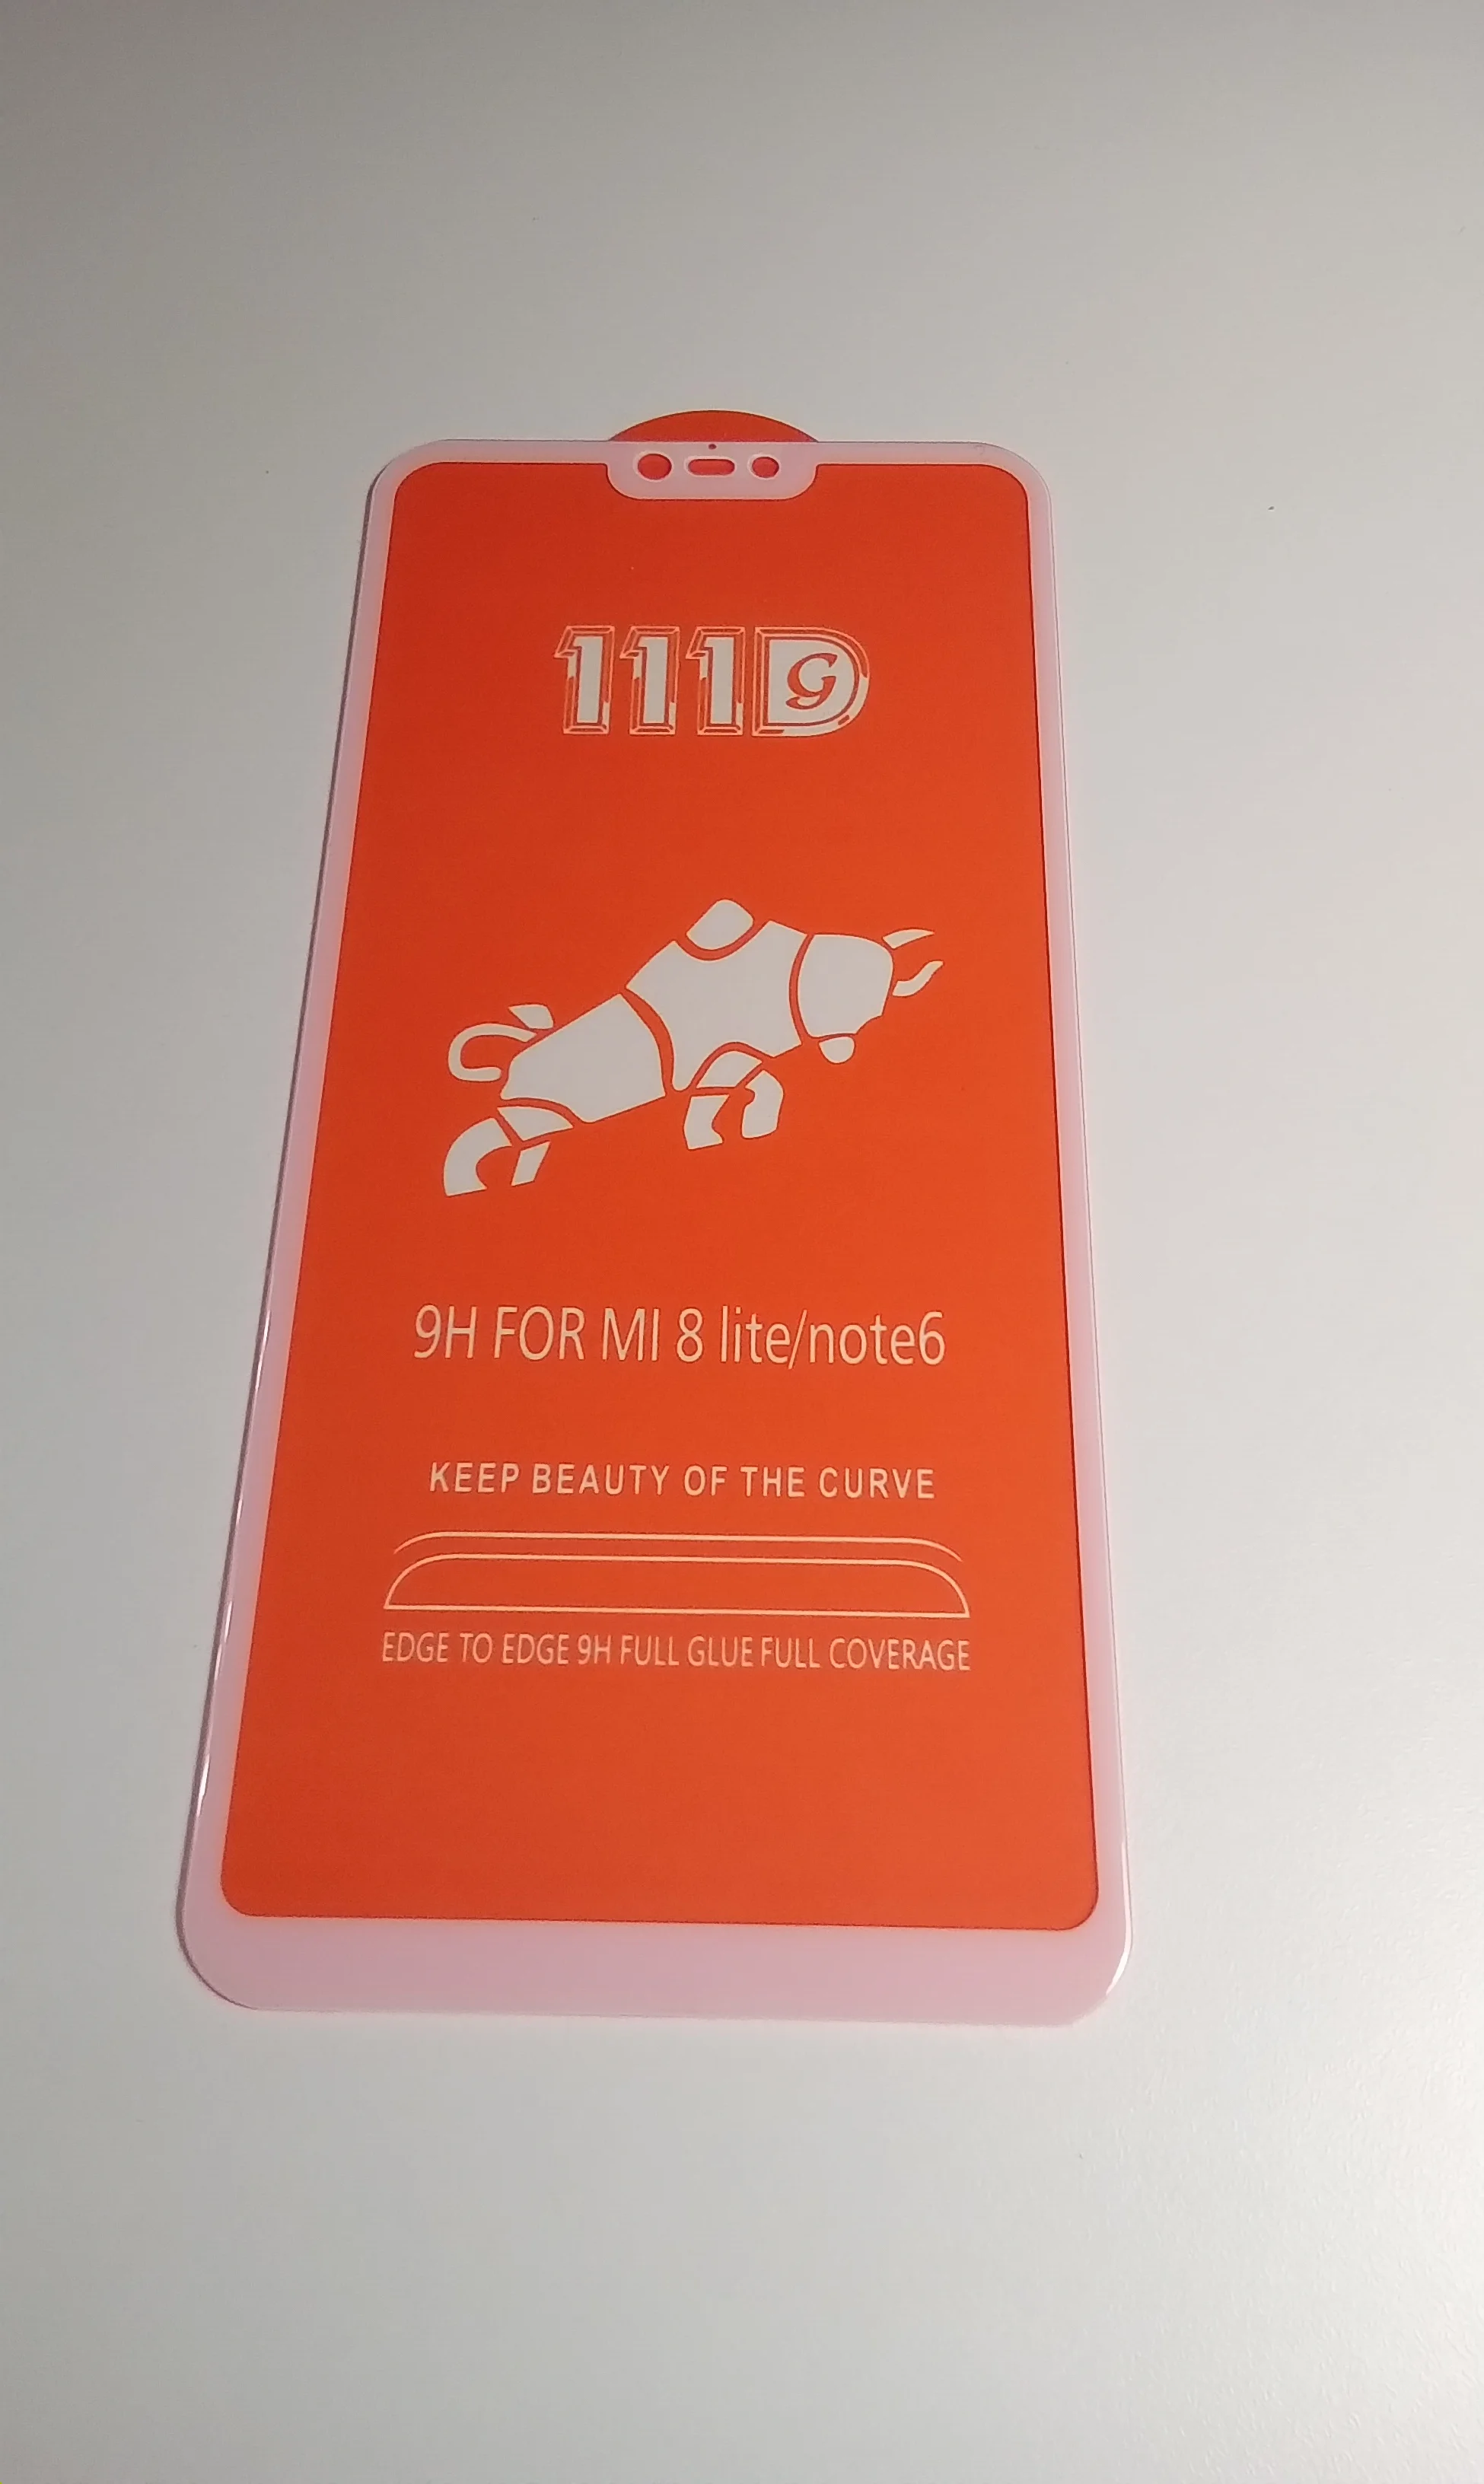 111D
G
9H FOR MI 8 lite/note6
KEEP BEAUTY OF THE CURVE
EDGE TO EDGE 9H FULL GLUE FULL COVERAGE